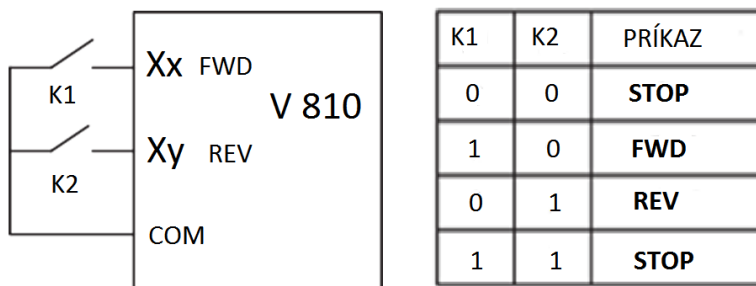 K1
Xx FWD
V 810
K2
Xy REV
COM
K1 K2 PRÍKAZ
0 0 STOP
1 0 FWD
0 1 REV
1 1 STOP